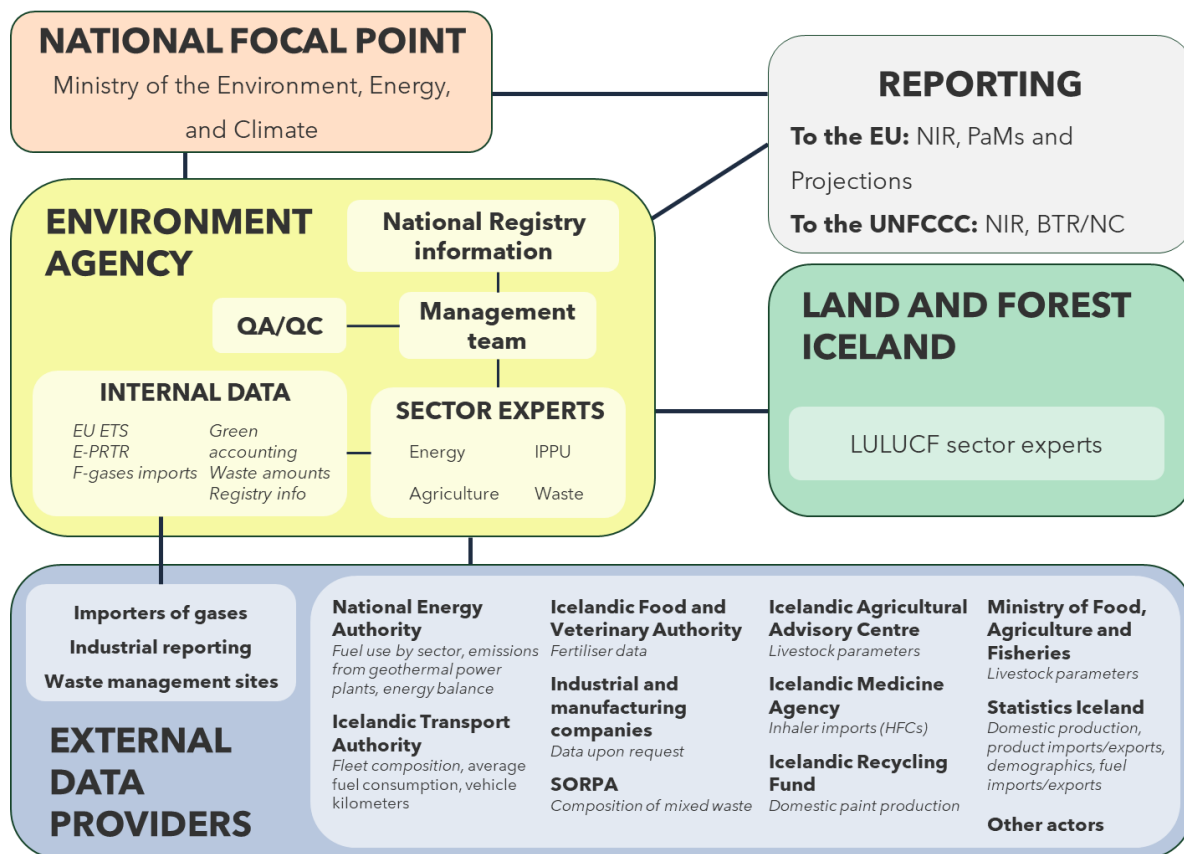 NATIONAL FOCAL POINT
Ministry of the Environment, Energy,
and Climate
REPORTING
To the EU: NIR, PaMs and
Projections
To the UNFCCC: NIR, BTR/NC
ENVIRONMENT
AGENCY
National Registry
information
QA/QC
Management
team
INTERNAL DATA
EU ETS
E-PRTR
F-gases imports
Green
accounting
Waste amounts
Registry info
SECTOR EXPERTS
Energy
IPPU
Agriculture
Waste
LAND AND FOREST
ICELAND
LULUCF sector experts
Importers of gases
Industrial reporting
Waste management sites
EXTERNAL
DATA
PROVIDERS
National Energy
Authority
Fuel use by sector, emissions
from geothermal power
plants, energy balance
Icelandic Transport
Authority
Fleet composition, average
fuel consumption, vehicle
kilometers
Icelandic Food and
Veterinary Authority
Fertiliser data
Industrial and
manufacturing
companies
Data upon request
SORPA
Composition of mixed waste
Icelandic Agricultural
Advisory Centre
Livestock parameters
Icelandic Medicine
Agency
Inhaler imports (HFCs)
Icelandic Recycling
Fund
Domestic paint production
Ministry of Food,
Agriculture and
Fisheries
Livestock parameters
Statistics Iceland
Domestic production,
product imports/exports,
demographics, fuel
imports/exports
Other actors